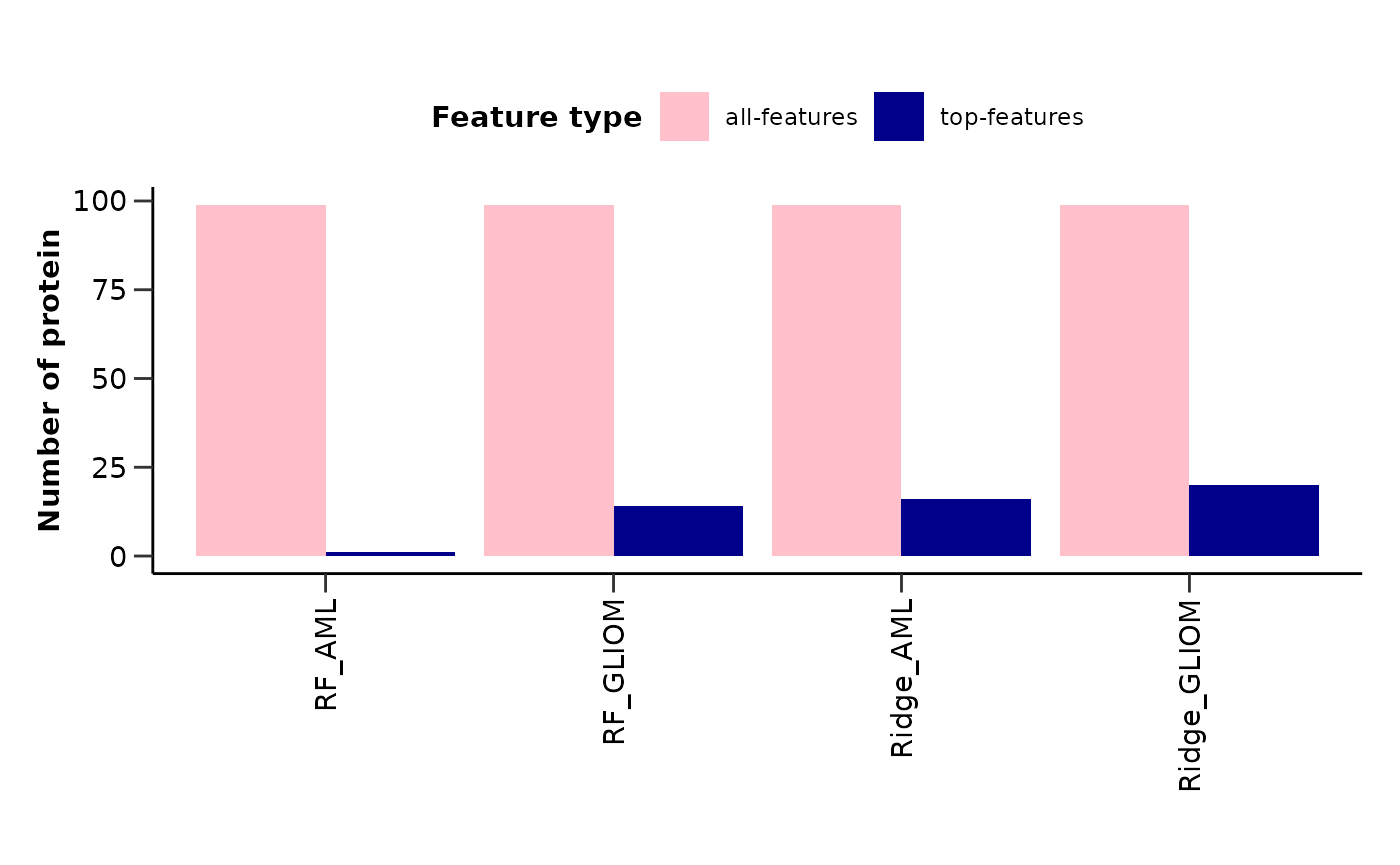 Feature type all-features top-features
Number of protein
100
75
50
25
0
RF_AML
RF_GLIOM
Ridge_AML
Ridge_GLIOM